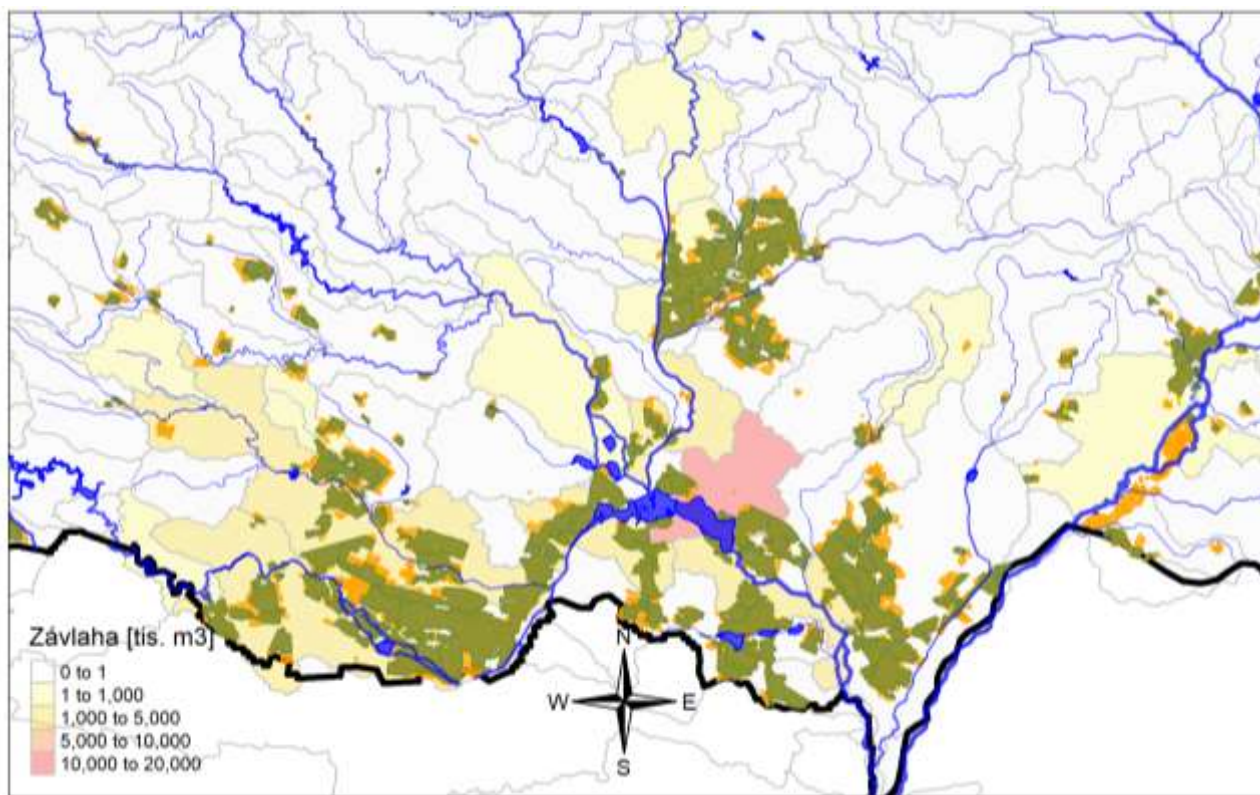 Závlaha [tis. m3]
0 to 1
1 to 1,000
1,000 to 5,000
5,000 to 10,000
10,000 to 20,000
N
W E
S